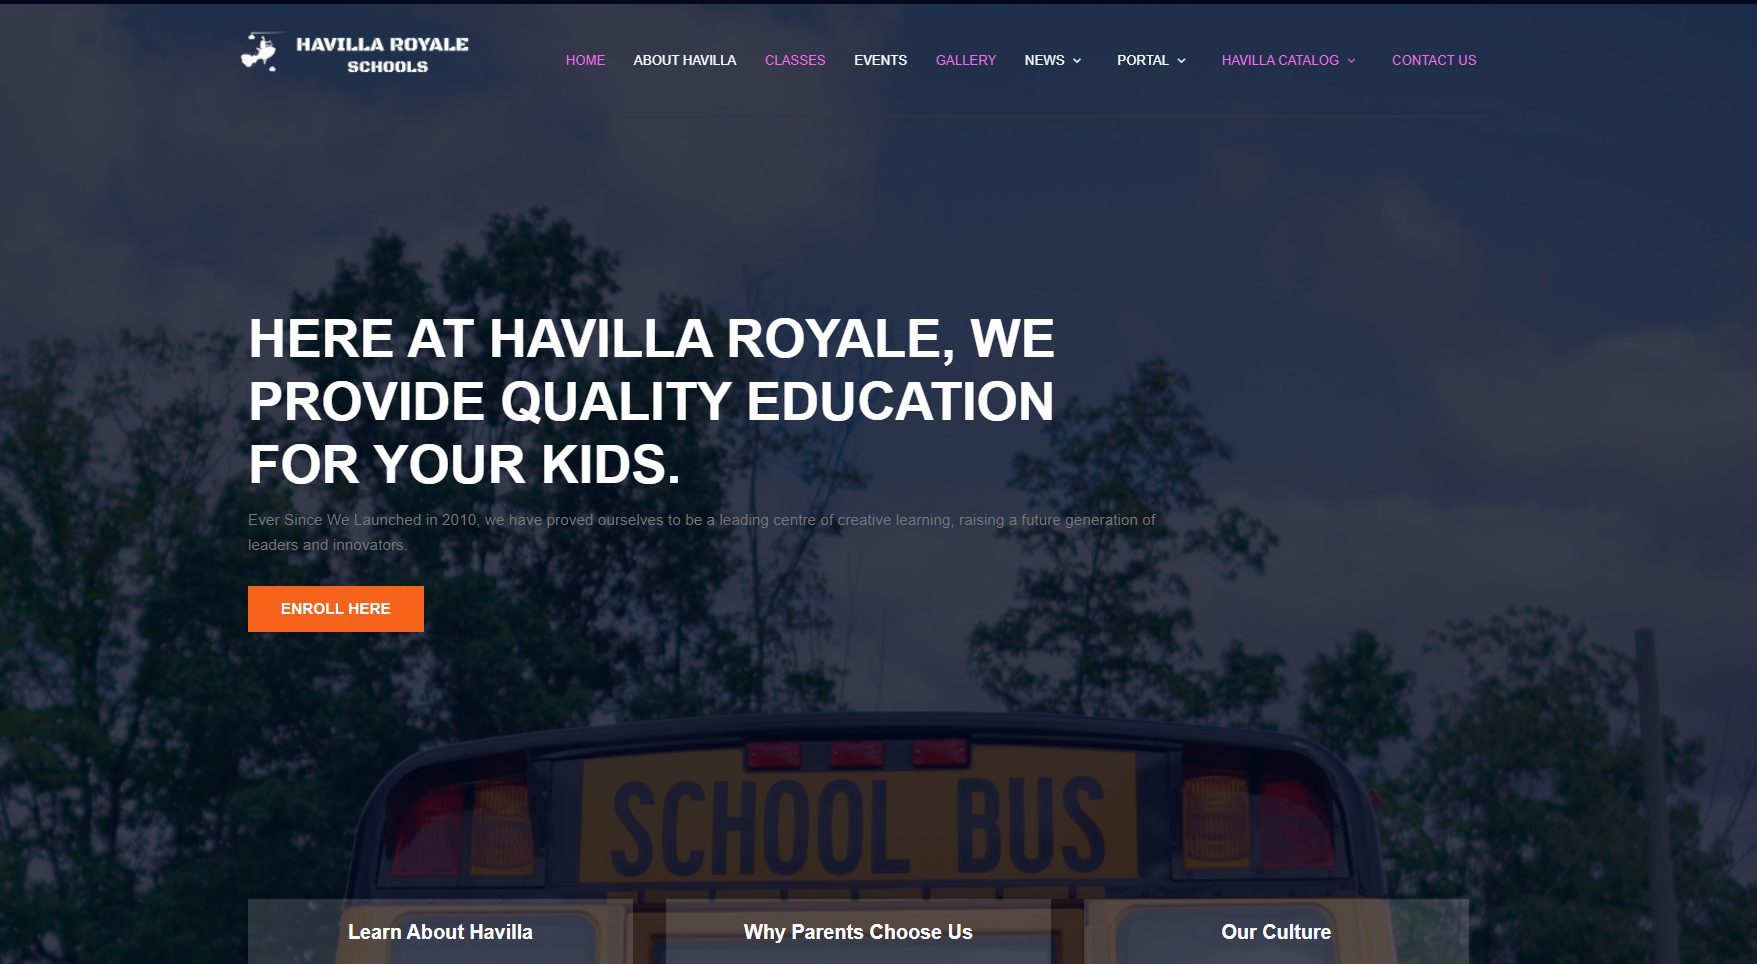 HAVILLA ROYALE
SCHOOLS
HOME ABOUT HAVILLA CLASSES EVENTS GALLERY NEWS PORTAL HAVILLA CATALOG CONTACT US
HERE AT HAVILLA ROYALE, WE
PROVIDE QUALITY EDUCATION
FOR YOUR KIDS.
Ever Since We Launched in 2010, we have proved ourselves to be a leading centre of creative learning, raising a future generation of
leaders and innovators.
ENROLL HERE
SCHOOL BUS
Learn About Havilla
Why Parents Choose Us
Our Culture